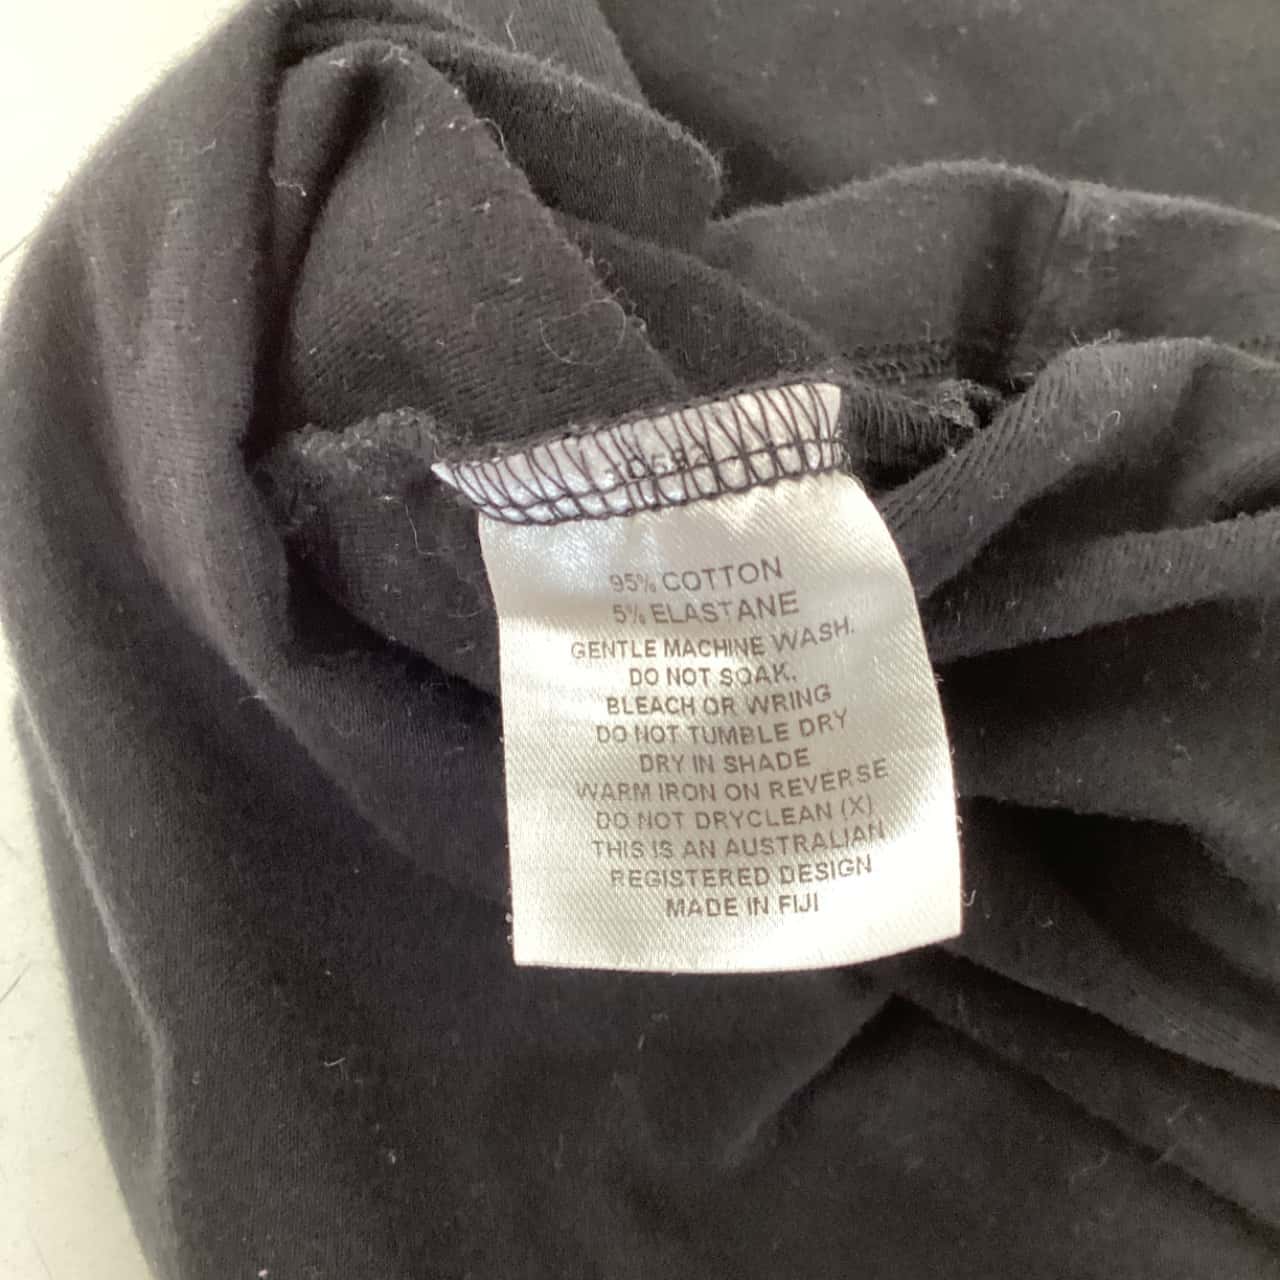 95% COTTON
5% ELASTANE
GENTLE MACHINE WASH.
DO NOT SOAK.
BLEACH OR WRING
DO NOT TUMBLE DRY
DRY IN SHADE
WARM IRON ON REVERSE
DO NOT DRYCLEAN (X)
THIS IS AN AUSTRALIAN
REGISTERED DESIGN
MADE IN FIJI